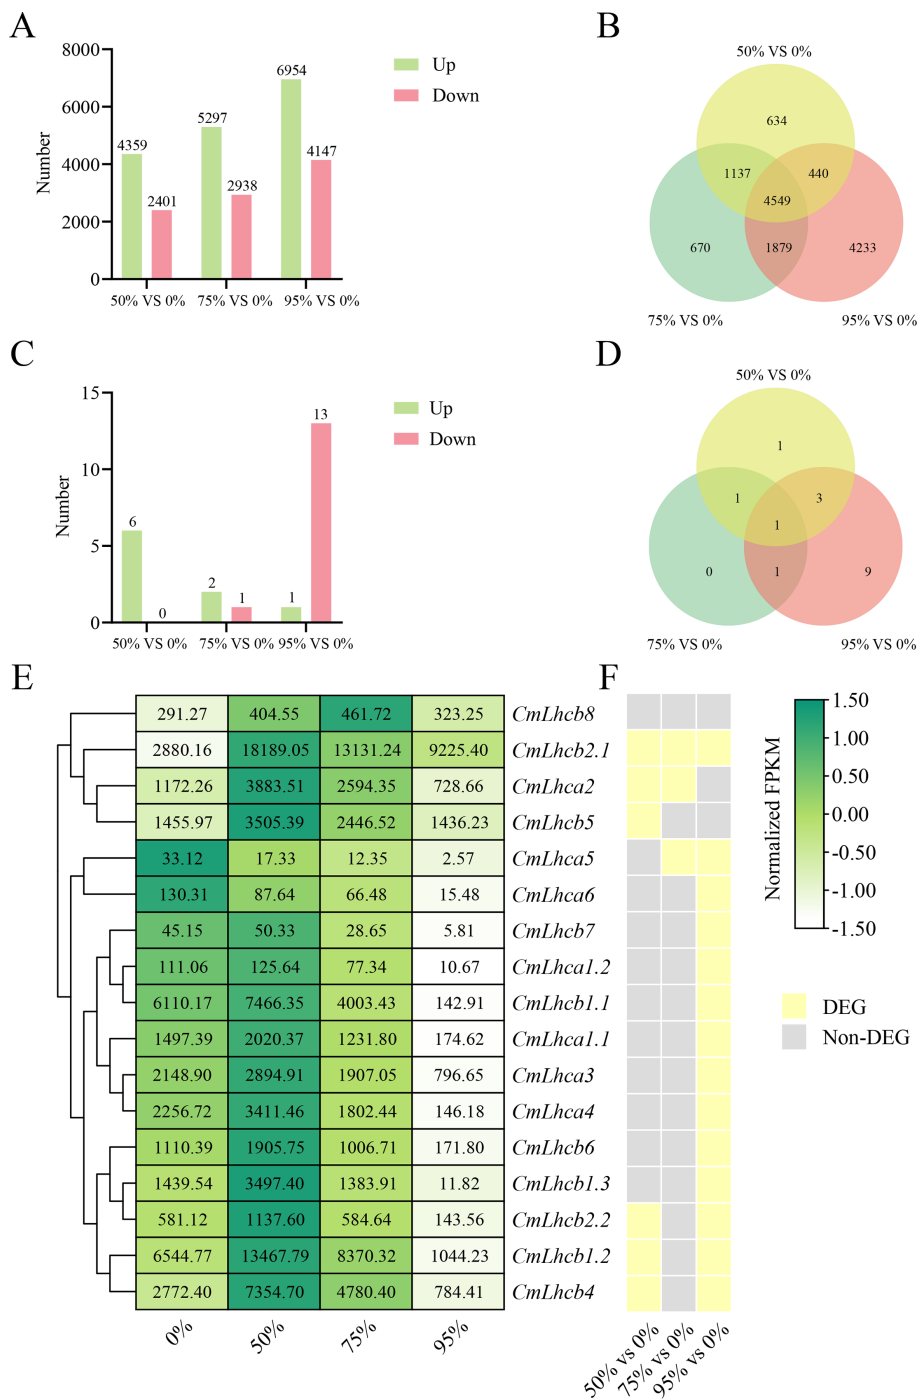 A
8000
6000
4000
2000
0
Number
4359
2401
5297
2938
6954
4147
50% VS 0%
75% VS 0%
95% VS 0%
Up
Down
B
50% VS 0%
634
1137
440
4549
670
1879
4233
75% VS 0%
95% VS 0%
C
15
10
5
0
Number
6
0
2
1
1
13
50% VS 0%
75% VS 0%
95% VS 0%
Up
Down
D
50% VS 0%
1
1
3
1
0
1
9
75% VS 0%
95% VS 0%
E
291.27 404.55 461.72 323.25 CmLhcb8
2880.16 18189.05 13131.24 9225.40 CmLhcb2.1
1172.26 3883.51 2594.35 728.66 CmLhca2
1455.97 3505.39 2446.52 1436.23 CmLhcb5
33.12 17.33 12.35 2.57 CmLhca5
130.31 87.64 66.48 15.48 CmLhca6
45.15 50.33 28.65 5.81 CmLhcb7
111.06 125.64 77.34 10.67 CmLhca1.2
6110.17 7466.35 4003.43 142.91 CmLhcb1.1
1497.39 2020.37 1231.80 174.62 CmLhca1.1
2148.90 2894.91 1907.05 796.65 CmLhca3
2256.72 3411.46 1802.44 146.18 CmLhca4
1110.39 1905.75 1006.71 171.80 CmLhcb6
1439.54 3497.40 1383.91 11.82 CmLhcb1.3
581.12 1137.60 584.64 143.56 CmLhcb2.2
6544.77 13467.79 8370.32 1044.23 CmLhcb1.2
2772.40 7354.70 4780.40 784.41 CmLhcb4
0% 50% 75% 95%
F
50% vs 0%
75% vs 0%
95% vs 0%
Normalized FPKM
1.50
1.00
0.50
0.00
-0.50
-1.00
-1.50
DEG
Non-DEG